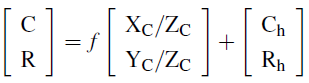 [ C R ] = f [ X_C/Z_C Y_C/Z_C ] + [ C_h R_h ]